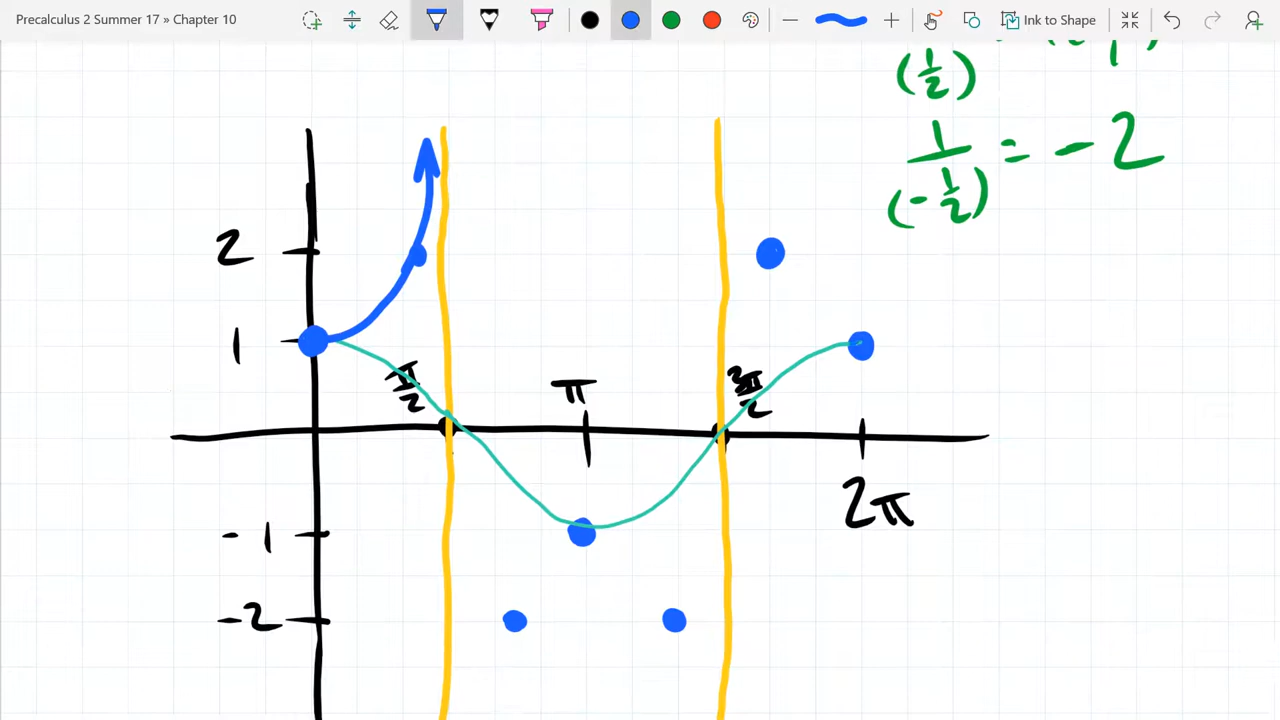 Precalculus 2 Summer 17 » Chapter 10
Ink to Shape
(1/2)
1/(-1/2) = -2
2
1
π/2
π
3π/2
2π
-1
-2